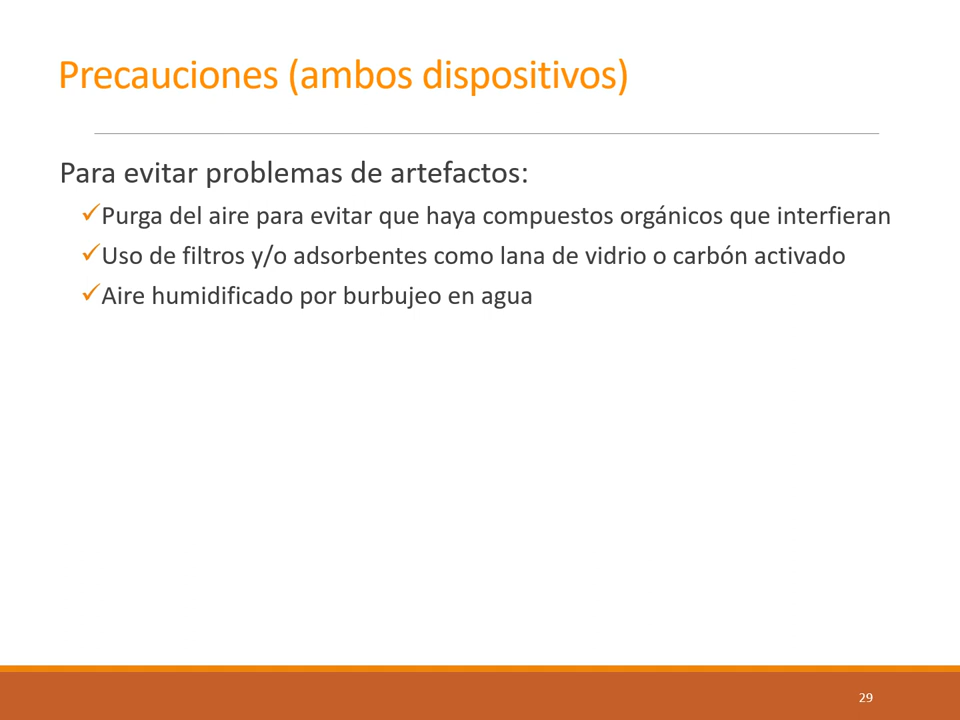 Precauciones (ambos dispositivos)
Para evitar problemas de artefactos:
✓Purga del aire para evitar que haya compuestos orgánicos que interfieran
✓Uso de filtros y/o adsorbentes como lana de vidrio o carbón activado
✓Aire humidificado por burbujeo en agua
29